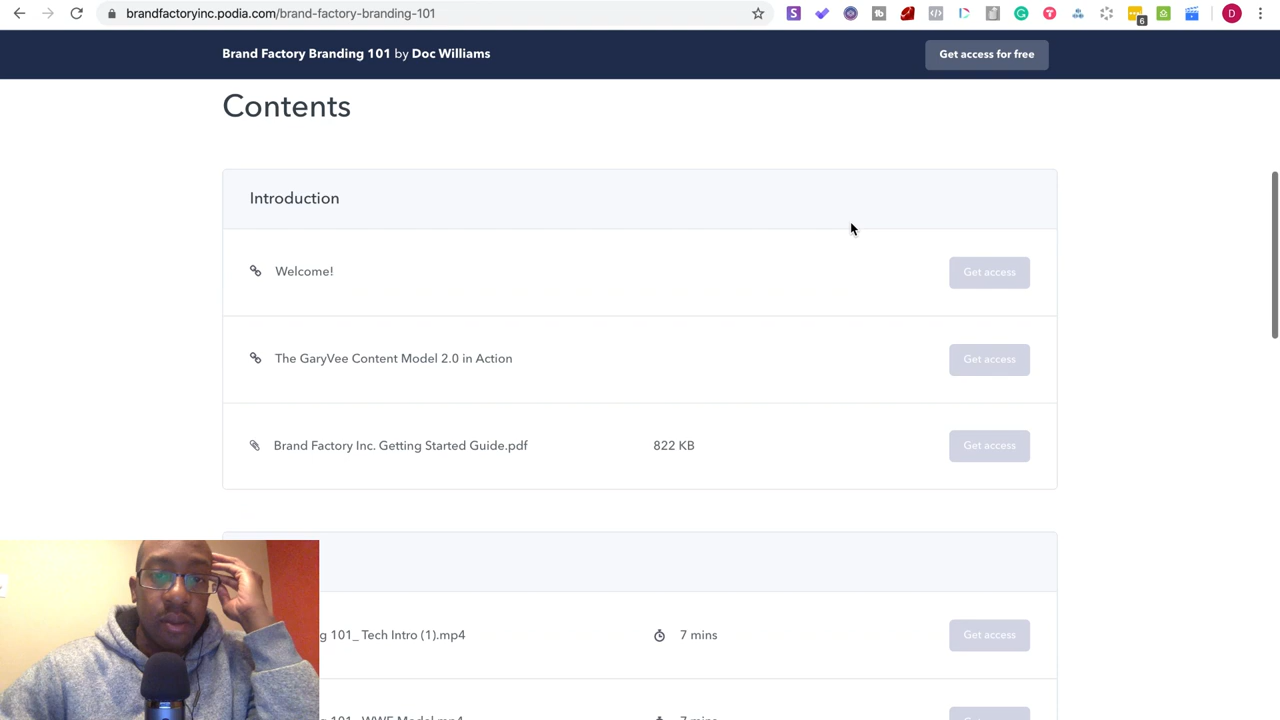 brandfactoryinc.podia.com/brand-factory-branding-101
6
D
Brand Factory Branding 101 by Doc Williams
Get access for free
Contents
Introduction
Welcome!
Get access
The GaryVee Content Model 2.0 in Action
Get access
Brand Factory Inc. Getting Started Guide.pdf
822 KB
Get access
g 101_ Tech Intro (1).mp4
7 mins
Get access